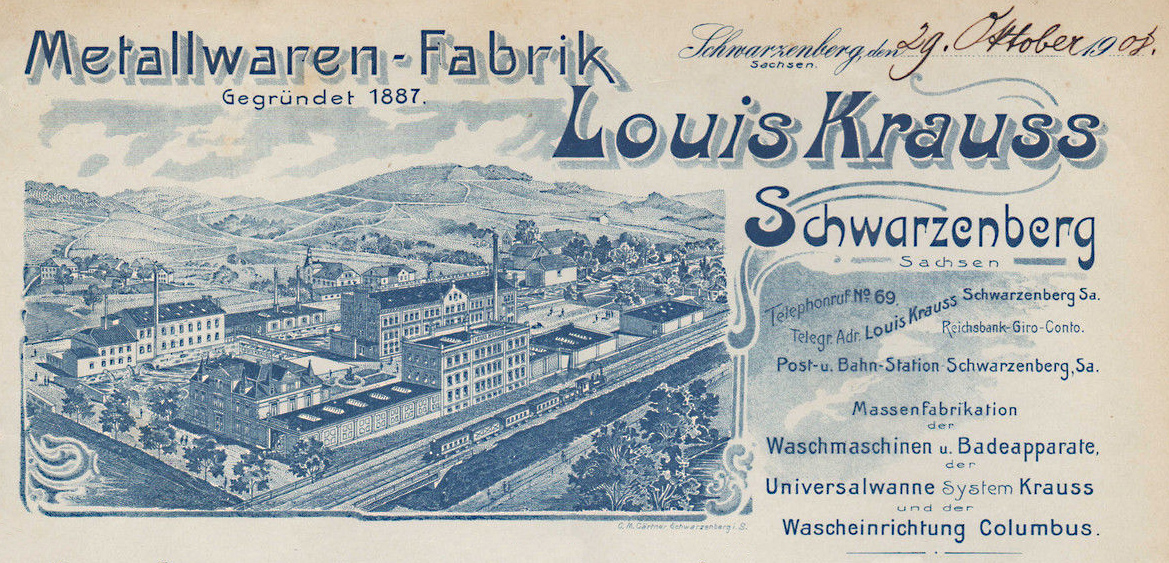 Metallwaren-Fabrik
Gegründet 1887.
Schwarzenberg, den 29. Oktober 190
Sachsen.
Louis Krauss
Schwarzenberg
Sachsen
Telephonruf No 69.
Telegr. Adr. Louis Krauss Schwarzenberg Sa.
Reichsbank-Giro-Conto.
Post- u. Bahn-Station Schwarzenberg, Sa.
Massenfabrikation
der
Waschmaschinen u. Badeapparate,
der
Universalwanne System Krauss
und der
Wascheinrichtung Columbus.
C. M. Gärtner Schwarzenberg i. S.